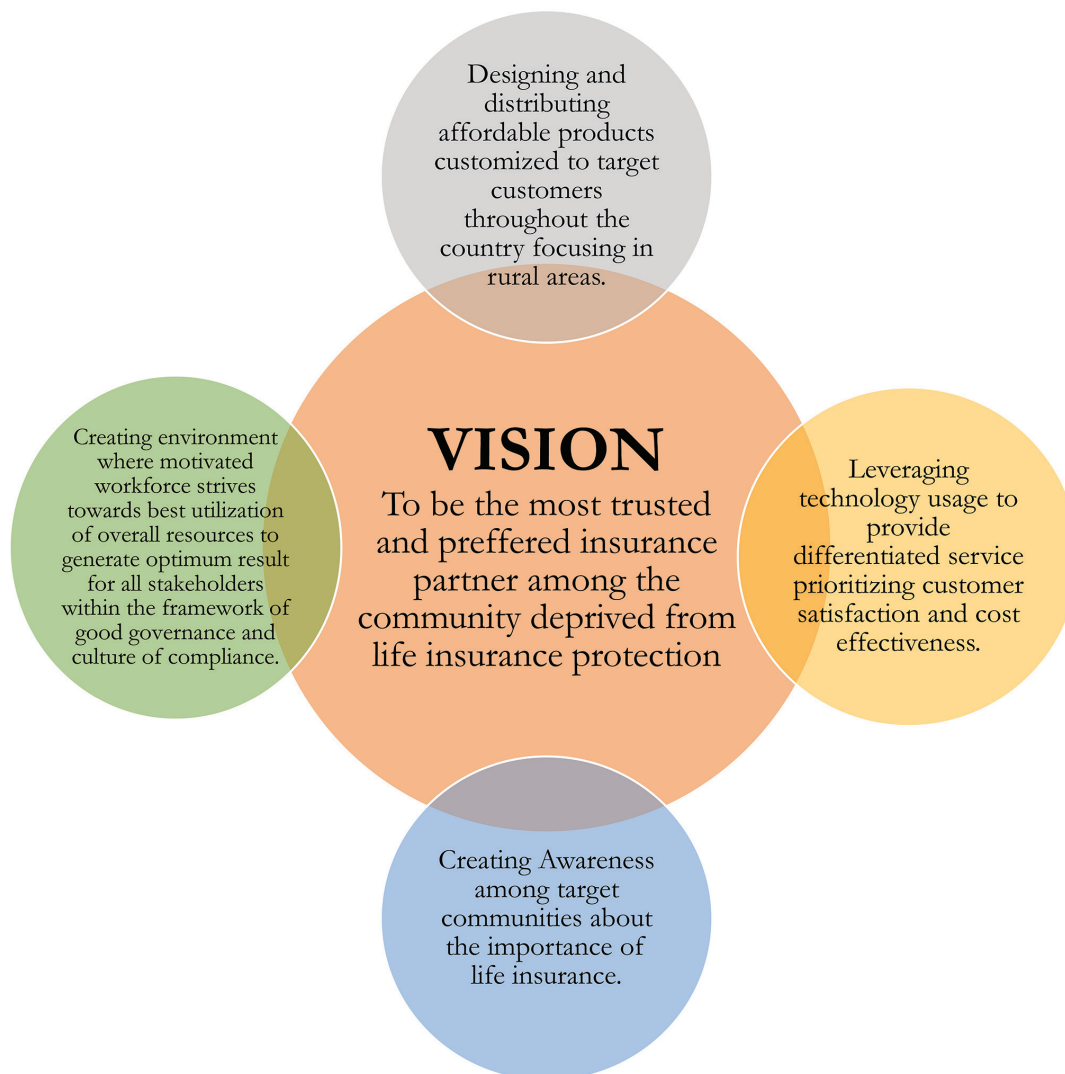 Designing and
distributing
affordable products
customized to target
customers
throughout the
country focusing in
rural areas.
Creating environment
where motivated
workforce strives
towards best utilization
of overall resources to
generate optimum result
for all stakeholders
within the framework of
good governance and
culture of compliance.
VISION
To be the most trusted
and preffered insurance
partner among the
community deprived from
life insurance protection
Leveraging
technology usage to
provide
differentiated service
prioritizing customer
satisfaction and cost
effectiveness.
Creating Awareness
among target
communities about
the importance of
life insurance.